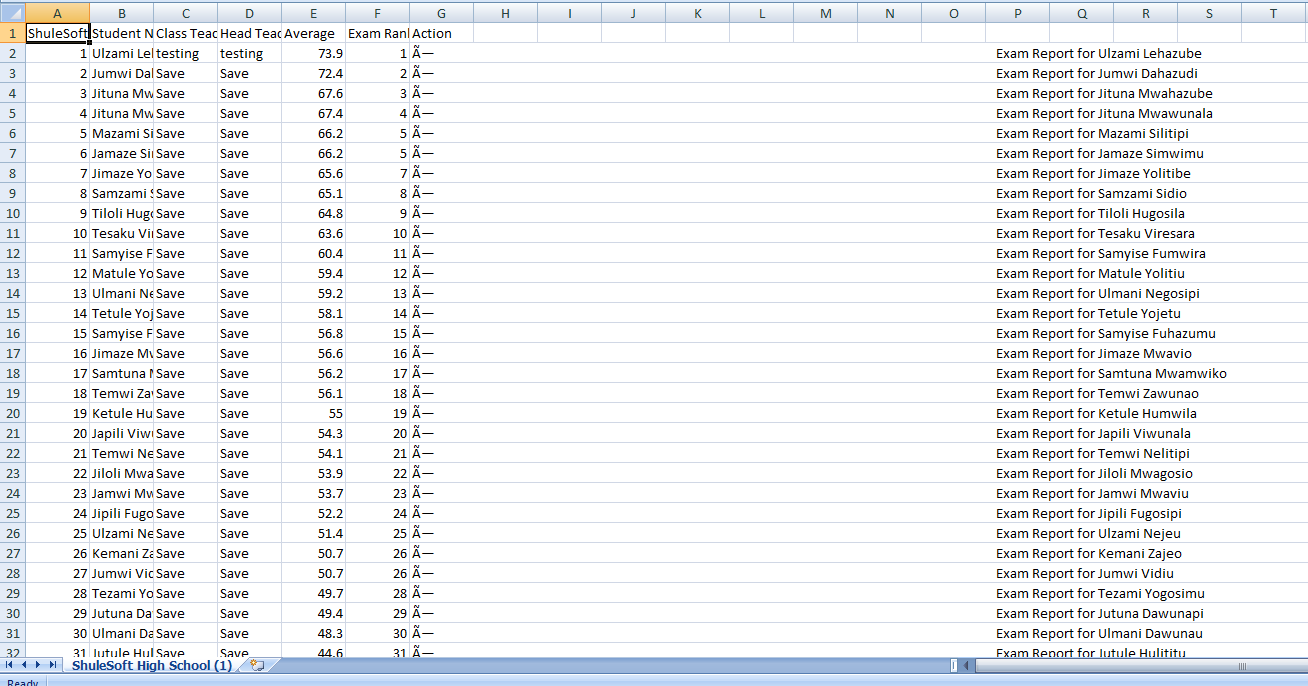 A B C D E F G H I J K L M N O P Q R S T
1 ShuleSoft Student N Class Teac Head Teac Average Exam Ran Action
2 1 Ulzami Leh testing testing 73.9 1 Ã— Exam Report for Ulzami Lehazube
3 2 Jumwi Dah Save Save 72.4 2 Ã— Exam Report for Jumwi Dahazudi
4 3 Jituna Mw Save Save 67.6 3 Ã— Exam Report for Jituna Mwahazube
5 4 Jituna Mw Save Save 67.4 4 Ã— Exam Report for Jituna Mwawunala
6 5 Mazami Si Save Save 66.2 5 Ã— Exam Report for Mazami Silitipi
7 6 Jamaze Si Save Save 66.2 5 Ã— Exam Report for Jamaze Simwimu
8 7 Jimaze Yo Save Save 65.6 7 Ã— Exam Report for Jimaze Yolitibe
9 8 Samzami S Save Save 65.1 8 Ã— Exam Report for Samzami Sidio
10 9 Tiloli Hugo Save Save 64.8 9 Ã— Exam Report for Tiloli Hugosila
11 10 Tesaku Vi Save Save 63.6 10 Ã— Exam Report for Tesaku Viresara
12 11 Samyise F Save Save 60.4 11 Ã— Exam Report for Samyise Fumwira
13 12 Matule Yo Save Save 59.4 12 Ã— Exam Report for Matule Yolitiu
14 13 Ulmani Ne Save Save 59.2 13 Ã— Exam Report for Ulmani Negosipi
15 14 Tetule Yoj Save Save 58.1 14 Ã— Exam Report for Tetule Yojetu
16 15 Samyise F Save Save 56.8 15 Ã— Exam Report for Samyise Fuhazumu
17 16 Jimaze Mw Save Save 56.6 16 Ã— Exam Report for Jimaze Mwavio
18 17 Samtuna M Save Save 56.2 17 Ã— Exam Report for Samtuna Mwamwiko
19 18 Temwi Zaw Save Save 56.1 18 Ã— Exam Report for Temwi Zawunao
20 19 Ketule Hu Save Save 55 19 Ã— Exam Report for Ketule Humwila
21 20 Japili Viwu Save Save 54.3 20 Ã— Exam Report for Japili Viwunala
22 21 Temwi Ne Save Save 54.1 21 Ã— Exam Report for Temwi Nelitipi
23 22 Jiloli Mwa Save Save 53.9 22 Ã— Exam Report for Jiloli Mwagosio
24 23 Jamwi Mw Save Save 53.7 23 Ã— Exam Report for Jamwi Mwaviu
25 24 Jipili Fugo Save Save 52.2 24 Ã— Exam Report for Jipili Fugosipi
26 25 Ulzami Ne Save Save 51.4 25 Ã— Exam Report for Ulzami Nejeu
27 26 Kemani Za Save Save 50.7 26 Ã— Exam Report for Kemani Zajeo
28 27 Jumwi Vid Save Save 50.7 26 Ã— Exam Report for Jumwi Vidiu
29 28 Tezami Yo Save Save 49.7 28 Ã— Exam Report for Tezami Yogosimu
30 29 Jutuna Da Save Save 49.4 29 Ã— Exam Report for Jutuna Dawunapi
31 30 Ulmani Da Save Save 48.3 30 Ã— Exam Report for Ulmani Dawunau
32 31 Jutule Hul Save Save 44.6 31 Ã— Exam Report for Jutule Hulititu
ShuleSoft High School (1)
Ready